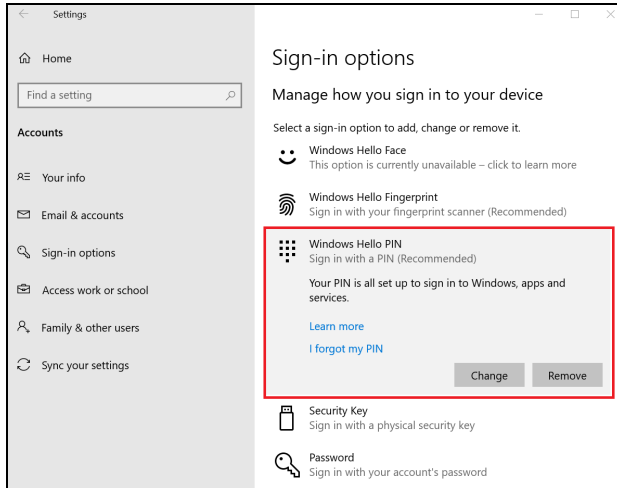 Settings
Home
Find a setting
Accounts
Your info
Email & accounts
Sign-in options
Access work or school
Family & other users
Sync your settings
Sign-in options
Manage how you sign in to your device
Select a sign-in option to add, change or remove it.
Windows Hello Face
This option is currently unavailable – click to learn more
Windows Hello Fingerprint
Sign in with your fingerprint scanner (Recommended)
Windows Hello PIN
Sign in with a PIN (Recommended)
Your PIN is all set up to sign in to Windows, apps and
services.
Learn more
I forgot my PIN
Change Remove
Security Key
Sign in with a physical security key
Password
Sign in with your account's password